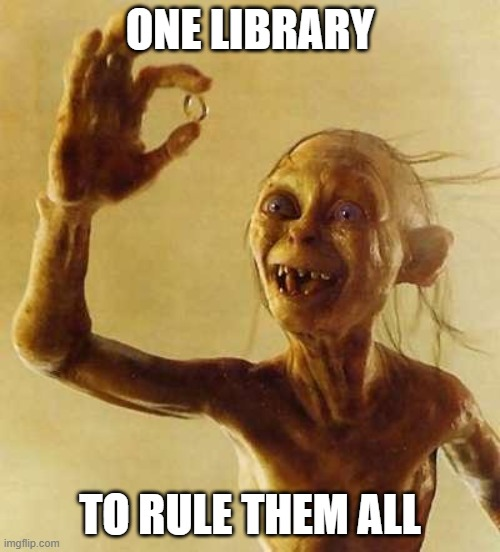 ONE LIBRARY
TO RULE THEM ALL
imgflip.com